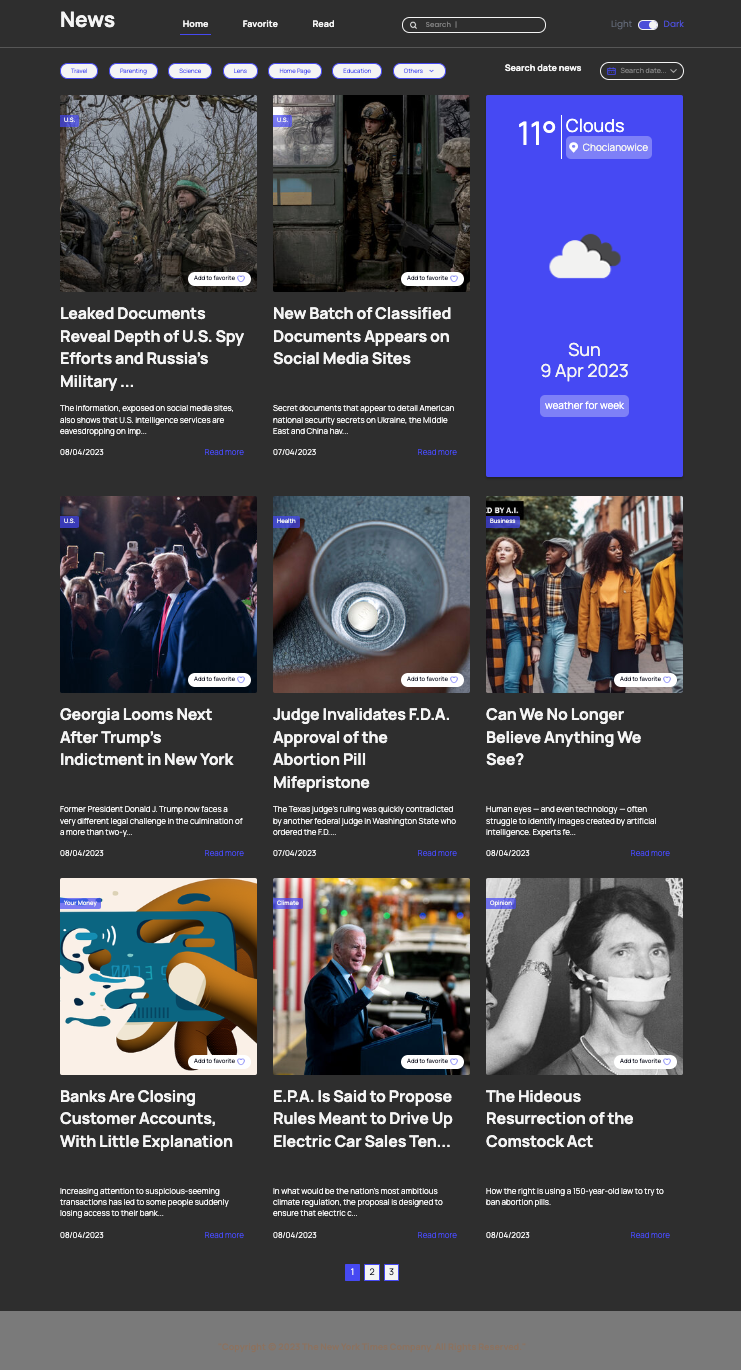 News
Home
Favorite
Read
Search |
Light
Dark
Travel
Parenting
Science
Lens
Home Page
Education
Others
Search date news
Search date...
U.S.
Add to favorite
Leaked Documents
Reveal Depth of U.S. Spy
Efforts and Russia's
Military ...
The information, exposed on social media sites,
also shows that U.S. intelligence services are
eavesdropping on imp...
08/04/2023
Read more
U.S.
Add to favorite
New Batch of Classified
Documents Appears on
Social Media Sites
Secret documents that appear to detail American
national security secrets on Ukraine, the Middle
East and China hav...
07/04/2023
Read more
11°
Clouds
Chocianowice
Sun
9 Apr 2023
weather for week
U.S.
Add to favorite
Georgia Looms Next
After Trump's
Indictment in New York
Former President Donald J. Trump now faces a
very different legal challenge in the culmination of
a more than two-y...
08/04/2023
Read more
Health
Add to favorite
Judge Invalidates F.D.A.
Approval of the
Abortion Pill
Mifepristone
The Texas judge's ruling was quickly contradicted
by another federal judge in Washington State who
ordered the F.D....
07/04/2023
Read more
D BY A.I.
Business
Add to favorite
Can We No Longer
Believe Anything We
See?
Human eyes — and even technology — often
struggle to identify images created by artificial
intelligence. Experts fe...
08/04/2023
Read more
Your Money
Add to favorite
Banks Are Closing
Customer Accounts,
With Little Explanation
Increasing attention to suspicious-seeming
transactions has led to some people suddenly
losing access to their bank...
08/04/2023
Read more
Climate
Add to favorite
E.P.A. Is Said to Propose
Rules Meant to Drive Up
Electric Car Sales Ten...
In what would be the nation's most ambitious
climate regulation, the proposal is designed to
ensure that electric c...
08/04/2023
Read more
Opinion
Add to favorite
The Hideous
Resurrection of the
Comstock Act
How the right is using a 150-year-old law to try to
ban abortion pills.
08/04/2023
Read more
1
2
3